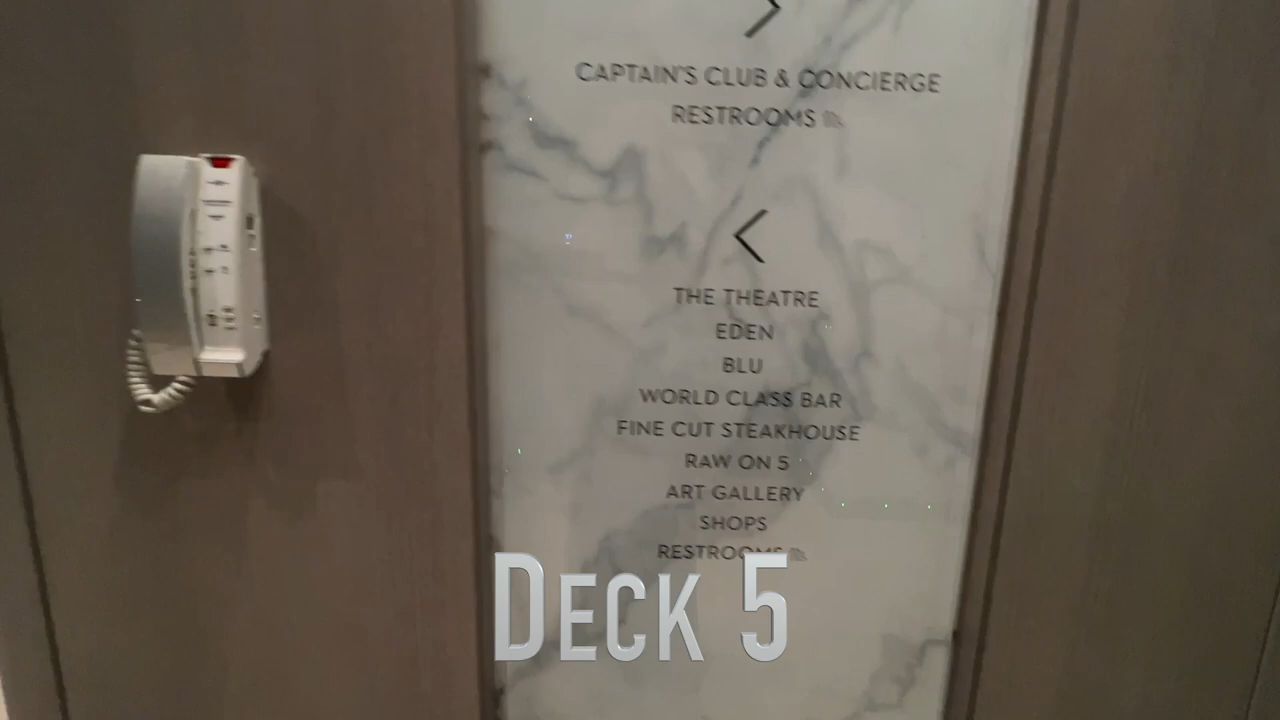 CAPTAIN'S CLUB & CONCIERGE
RESTROOMS
THE THEATRE
EDEN
BLU
WORLD CLASS BAR
FINE CUT STEAKHOUSE
RAW ON 5
ART GALLERY
SHOPS
RESTROOMS
DECK 5